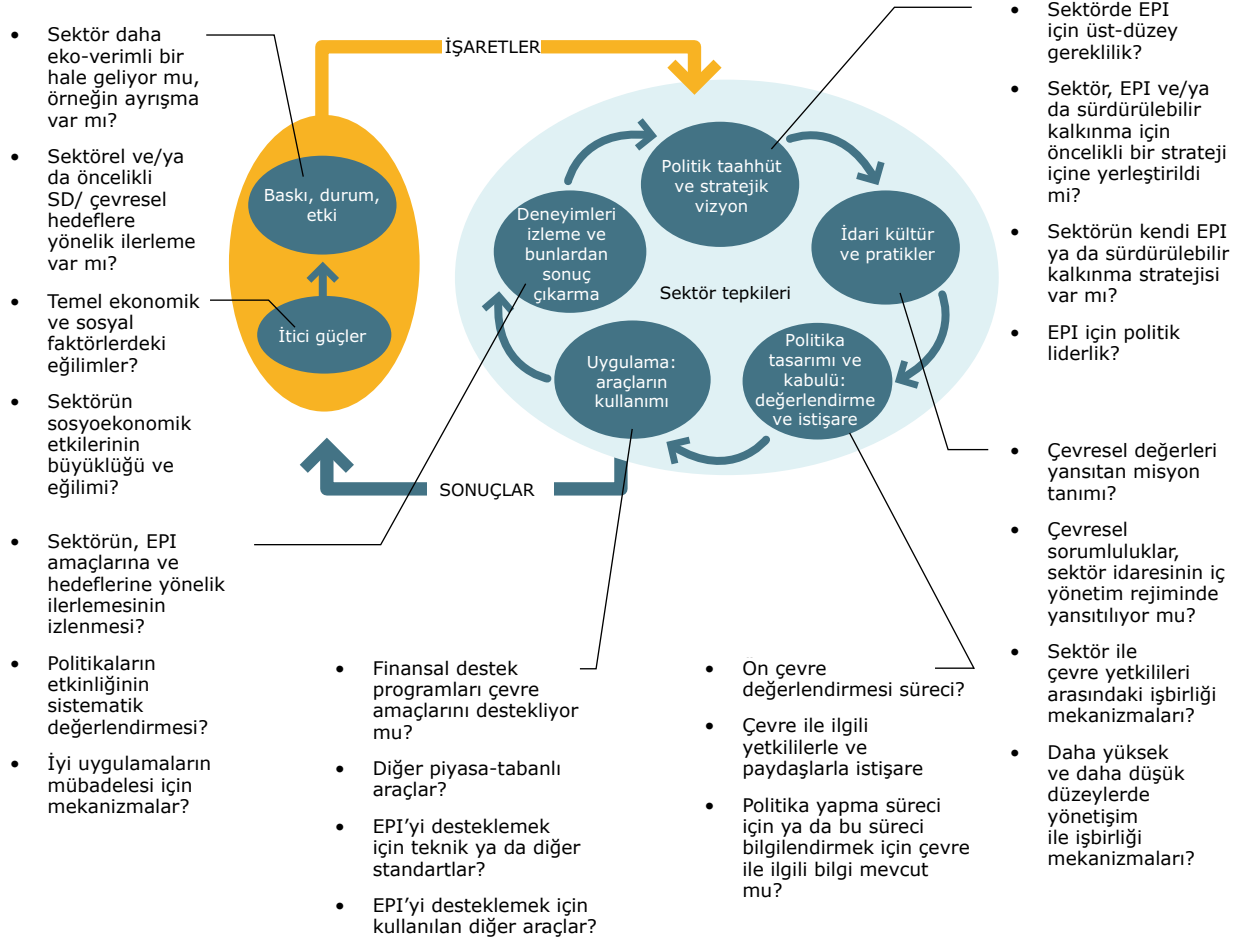 • Sektör daha
eko-verimli bir
hale geliyor mu,
örneğin ayrışma
var mı?
• Sektörel ve/ya
da öncelikli
SD/ çevresel
hedeflere
yönelik ilerleme
var mı?
• Temel ekonomik
ve sosyal
faktörlerdeki
eğilimler?
• Sektörün
sosyoekonomik
etkilerinin
büyüklüğü ve
eğilimi?
• Sektörün, EPI
amaçlarına ve
hedeflerine yönelik
ilerlemesinin
izlenmesi?
• Politikaların
etkinliğinin
sistematik
değerlendirmesi?
• İyi uygulamaların
mübadelesi için
mekanizmalar?
İŞARETLER
Baskı, durum,
etki
İtici güçler
Politik taahhüt
ve stratejik
vizyon
İdari kültür
ve pratikler
Politika
tasarımı ve
kabulü:
değerlendirme
ve istişare
Uygulama:
araçların
kullanımı
Deneyimleri
izleme ve
bunlardan
sonuç
çıkarma
Sektör tepkileri
SONUÇLAR
• Finansal destek
programları çevre
amaçlarını destekliyor
mu?
• Diğer piyasa-tabanlı
araçlar?
• EPI’yi desteklemek
için teknik ya da diğer
standartlar?
• EPI’yi desteklemek için
kullanılan diğer araçlar?
• On çevre
değerlendirmesi süreci?
• Çevre ile ilgili
yetkililerle ve
paydaşlarla istişare
• Politika yapma süreci
için ya da bu süreci
bilgilendirmek için çevre
ile ilgili bilgi mevcut
mu?
• Sektörde EPI
için üst-düzey
gereklilik?
• Sektör, EPI ve/ya
da sürdürülebilir
kalkınma için
öncelikli bir strateji
içine yerleştirildi
mi?
• Sektörün kendi EPI
ya da sürdürülebilir
kalkınma stratejisi
var mı?
• EPI için politik
liderlik?
• Çevresel değerleri
yansıtan misyon
tanımı?
• Çevresel
sorumluluklar,
sektör idaresinin iç
yönetim rejiminde
yansıtılıyor mu?
• Sektör ile
çevre yetkilileri
arasındaki işbirliği
mekanizmaları?
• Daha yüksek
ve daha düşük
düzeylerde
yönetişim
ile işbirliği
mekanizmaları?